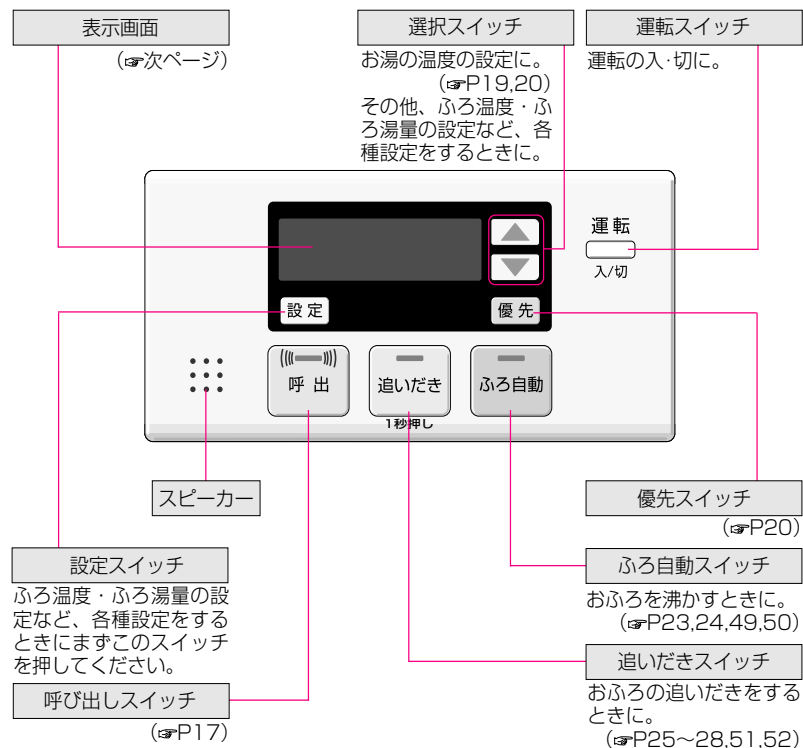 表示画面
(☞次ページ)
選択スイッチ
お湯の温度の設定に。
(☞P19,20)
その他、ふろ温度・ふ
ろ湯量の設定など、各
種設定をするときに。
運転スイッチ
運転の入·切に。
運転
入/切
設定
優先
呼出
追いだき
ふろ自動
1秒押し
スピーカー
設定スイッチ
ふろ温度・ふろ湯量の設
定など、各種設定をする
ときにまずこのスイッチ
を押してください。
呼び出しスイッチ
(☞P17)
優先スイッチ
(☞P20)
ふろ自動スイッチ
おふろを沸かすときに。
(☞P23,24,49,50)
追いだきスイッチ
おふろの追いだきをする
ときに。
(☞P25〜28,51,52)